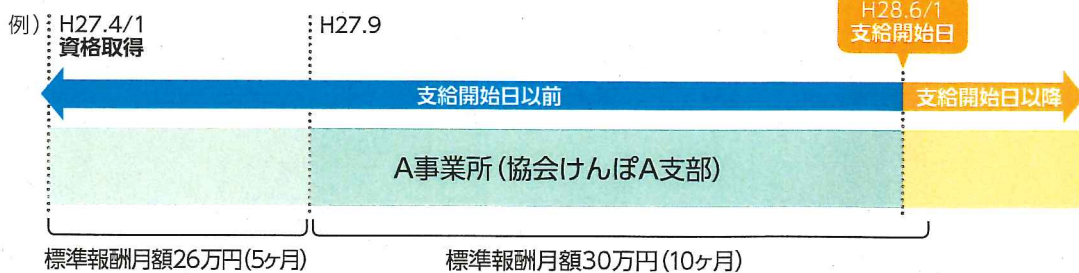 例）
H27.4/1
資格取得
H27.9
H28.6/1
支給開始日
支給開始日以前
支給開始日以降
A事業所（協会けんぽA支部）
標準報酬月額26万円（5ヶ月）
標準報酬月額30万円（10ヶ月）